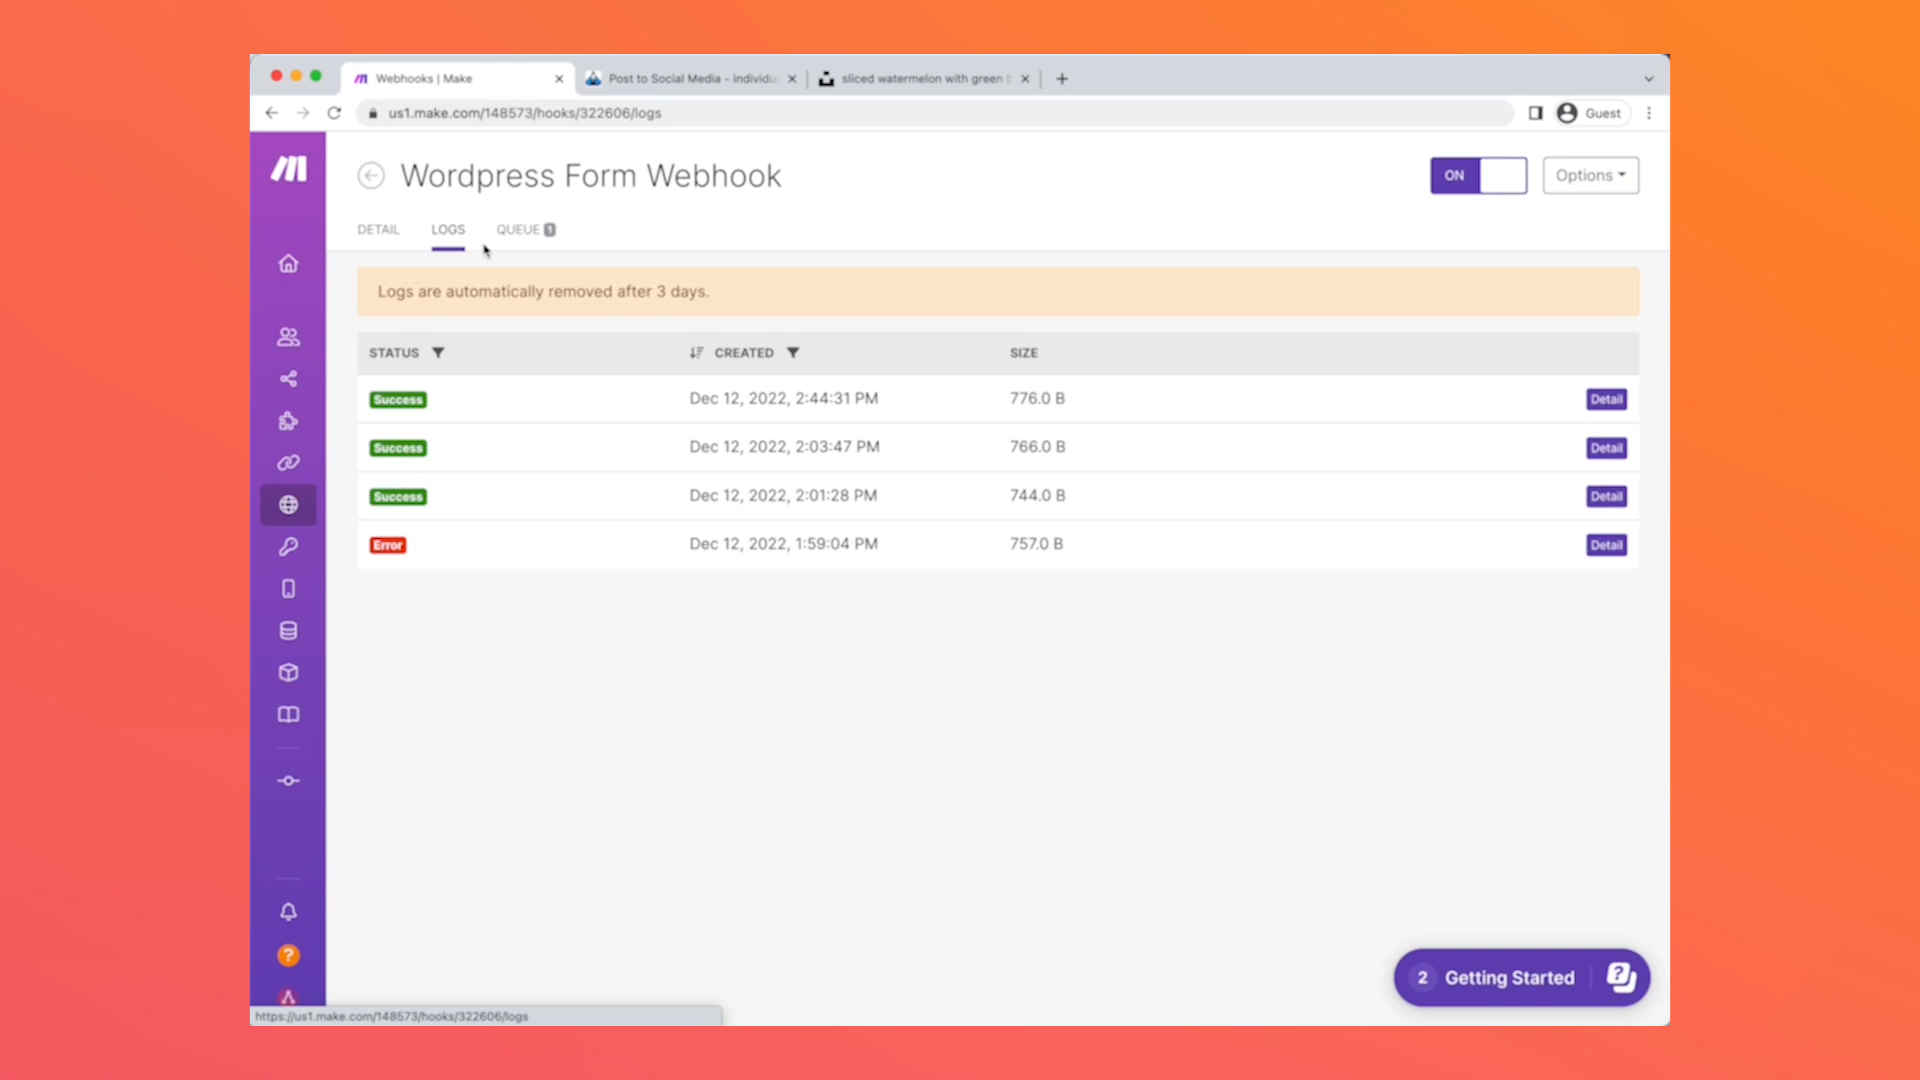 Webhooks | Make
Post to Social Media - individu
sliced watermelon with green
us1.make.com/148573/hooks/322606/logs
Guest
Wordpress Form Webhook
ON
Options
DETAIL
LOGS
QUEUE 1
Logs are automatically removed after 3 days.
STATUS CREATED SIZE
Success Dec 12, 2022, 2:44:31 PM 776.0 B Detail
Success Dec 12, 2022, 2:03:47 PM 766.0 B Detail
Success Dec 12, 2022, 2:01:28 PM 744.0 B Detail
Error Dec 12, 2022, 1:59:04 PM 757.0 B Detail
?
2 Getting Started ?
https://us1.make.com/148573/hooks/322606/logs